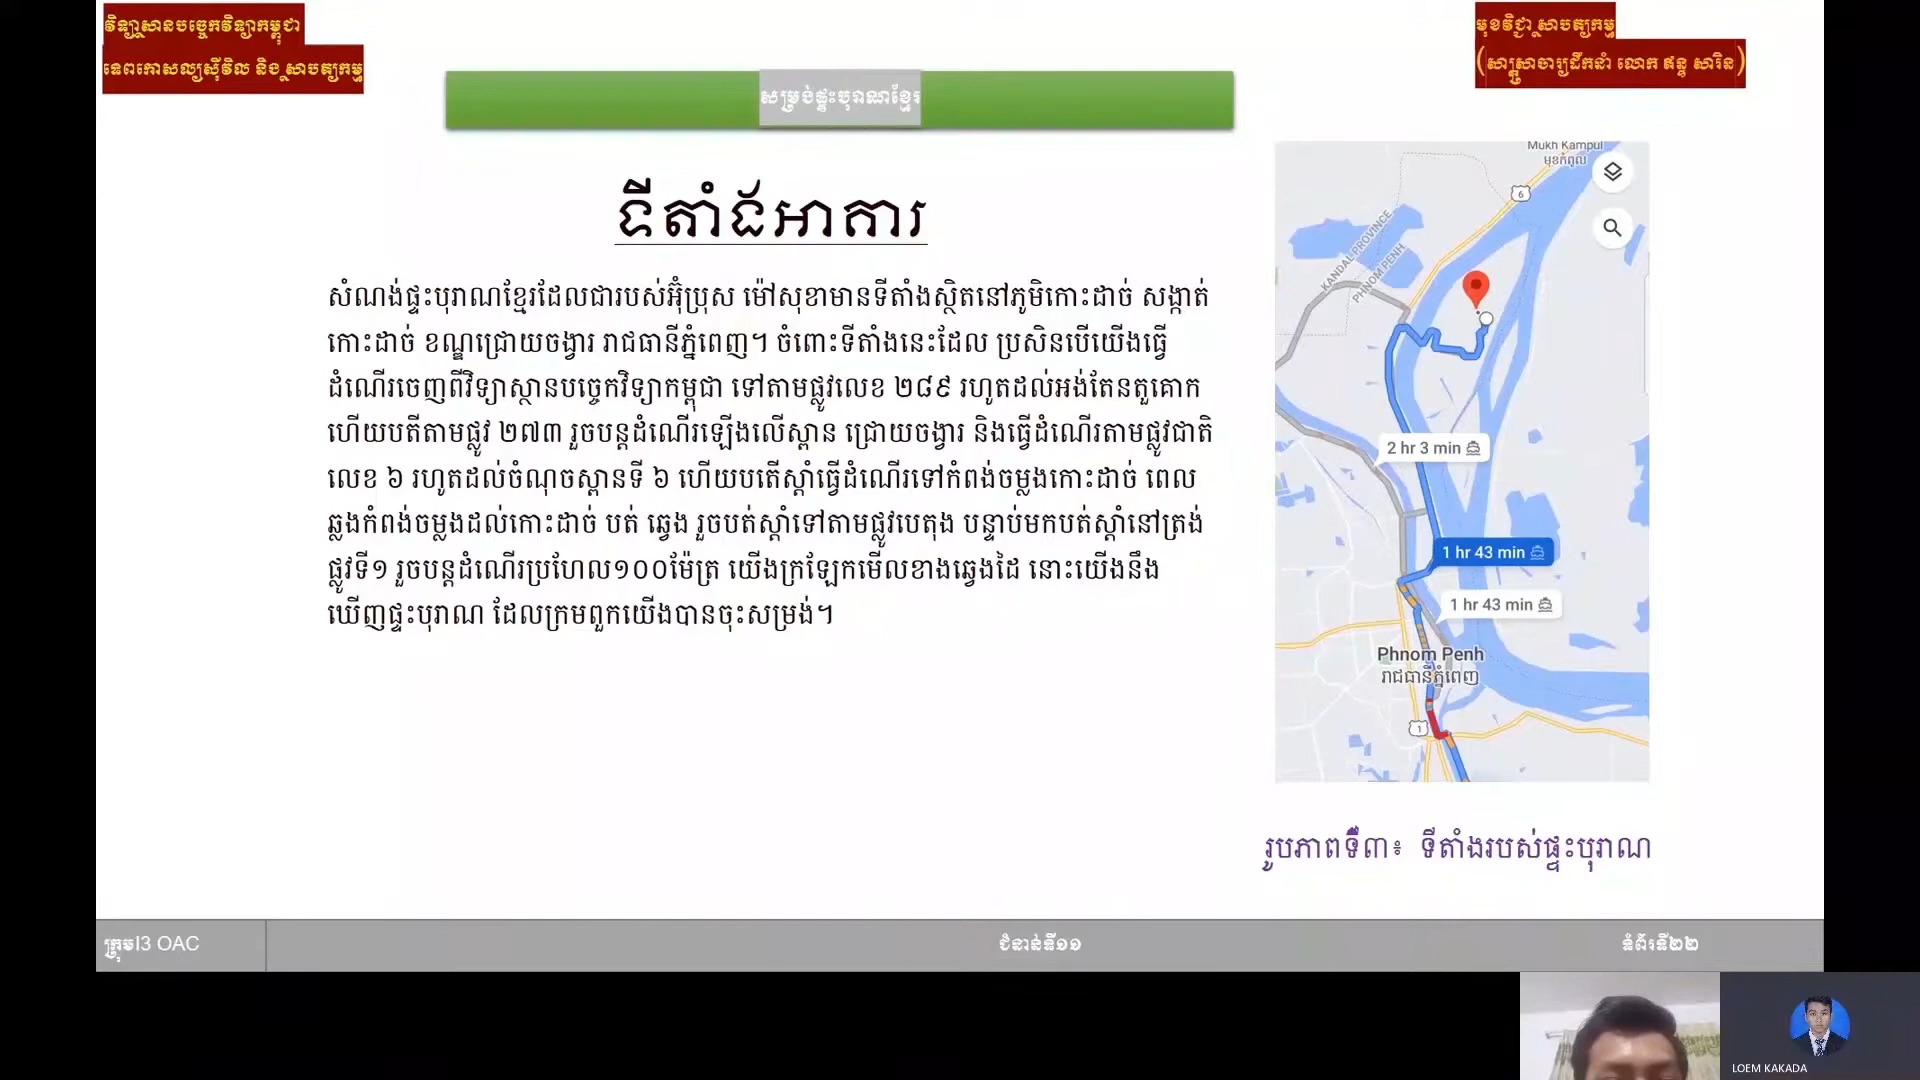 វិទ្យាស្ថានបច្ចេកវិទ្យាកម្ពុជា
ទេពកោសល្យស៊ីវិល និង ស្ថាបត្យកម្ម
មុខវិជ្ជា ស្ថាបត្យកម្ម
(សាស្ត្រាចារ្យដឹកនាំ លោក ឥន្ទ សារិន)
សម្រង់ផ្ទះបុរាណខ្មែរ
ទីតាំងអាគារ
សំណង់ផ្ទះបុរាណខ្មែរដែលជារបស់អ៊ុំប្រុស ម៉ៅសុខាមានទីតាំងស្ថិតនៅភូមិកោះដាច់ សង្កាត់
កោះដាច់ ខណ្ឌជ្រោយចង្វារ រាជធានីភ្នំពេញ។ ចំពោះទីតាំងនេះដែល ប្រសិនបើយើងធ្វើ
ដំណើរចេញពីវិទ្យាស្ថានបច្ចេកវិទ្យាកម្ពុជា ទៅតាមផ្លូវលេខ ២៨៩ រហូតដល់អង់តែនតួគោក
ហើយបតីតាមផ្លូវ ២៧៣ រួចបន្តដំណើរឡើងលើស្ពាន ជ្រោយចង្វារ និងធ្វើដំណើរតាមផ្លូវជាតិ
លេខ ៦ រហូតដល់ចំណុចស្ពានទី ៦ ហើយបតើស្តាំធ្វើដំណើរទៅកំពង់ចម្លងកោះដាច់ ពេល
ឆ្លងកំពង់ចម្លងដល់កោះដាច់ បត់ ឆ្វេង រួចបត់ស្តាំទៅតាមផ្លូវបេតុង បន្ទាប់មកបត់ស្តាំនៅត្រង់
ផ្លូវទី១ រួចបន្តដំណើរប្រហែល១០០ម៉ែត្រ យើងក្រឡែកមើលខាងឆ្វេងដៃ នោះយើងនឹង
ឃើញផ្ទះបុរាណ ដែលក្រុមពួកយើងបានចុះសម្រង់។
Mukh Kampul
មុខកំពូល
6
KANDAL PROVINCE
PHNOM PENH
2 hr 3 min
1 hr 43 min
1 hr 43 min
Phnom Penh
រាជធានីភ្នំពេញ
1
រូបភាពទី៣៖ ទីតាំងរបស់ផ្ទះបុរាណ
ក្រុមI3 OAC
ជំនាន់ទី១១
ទំព័រទី២២
LOEM KAKADA